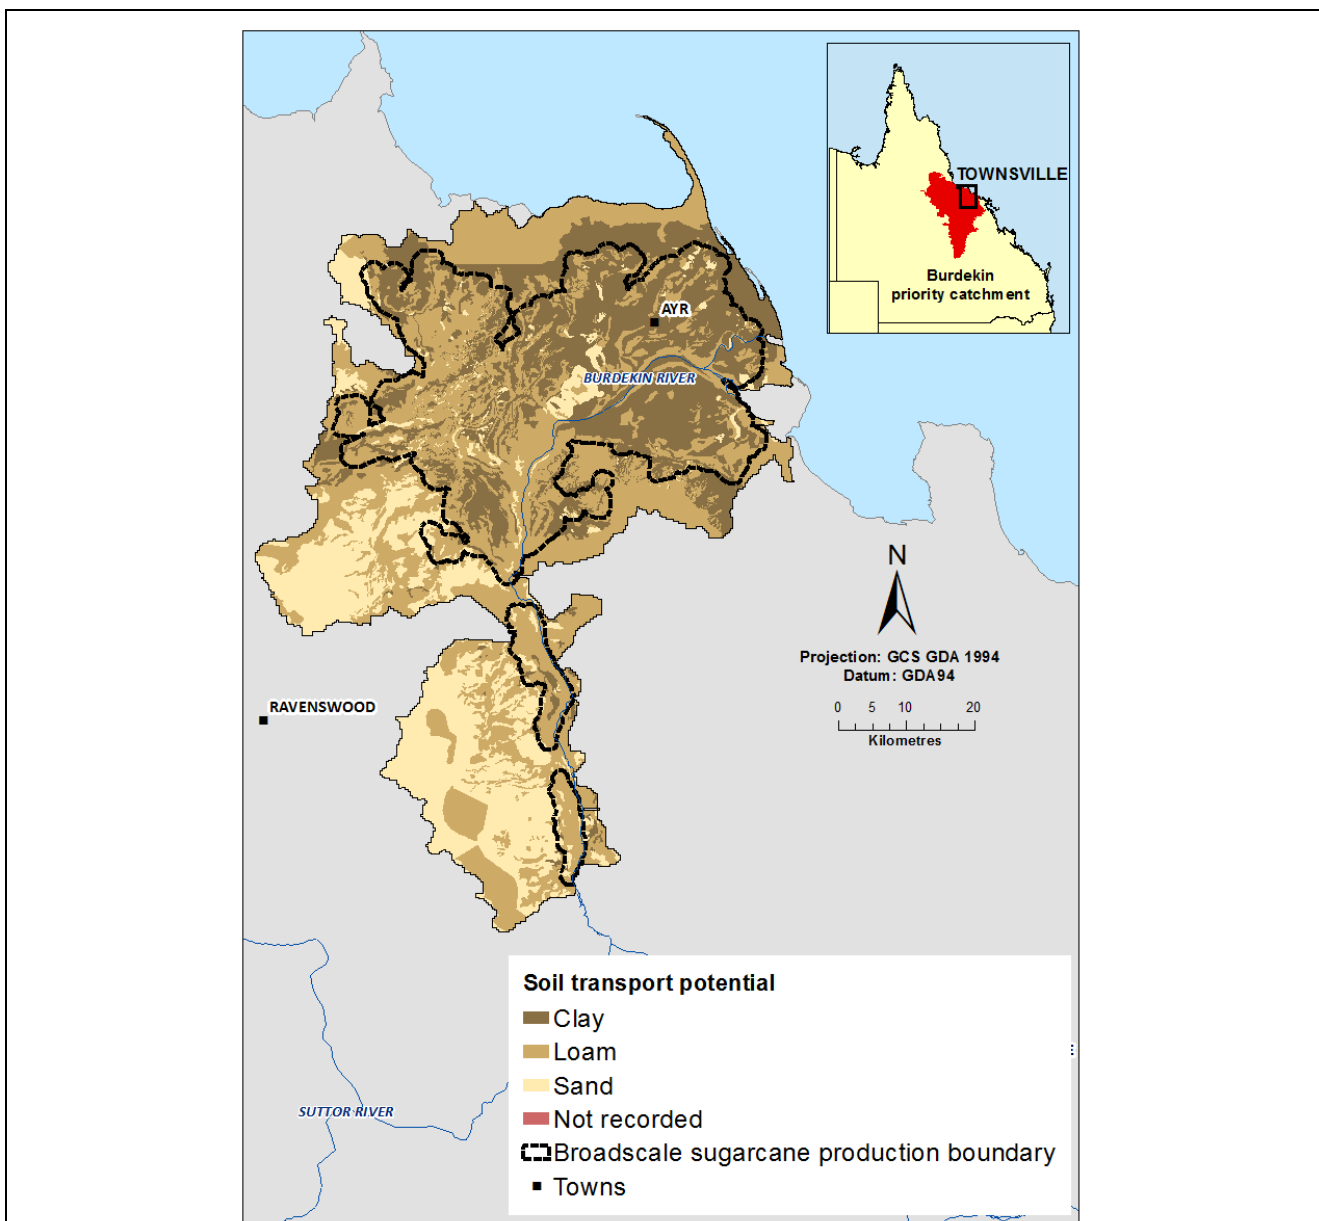 TOWNSVILLE
Burdekin
priority catchment
AYR
BURDEKIN RIVER
N
Projection: GCS GDA 1994
Datum: GDA94
RAVENSWOOD
0 5 10 20
Kilometres
Soil transport potential
Clay
Loam
Sand
Not recorded
Broadscale sugarcane production boundary
Towns
SUTTOR RIVER